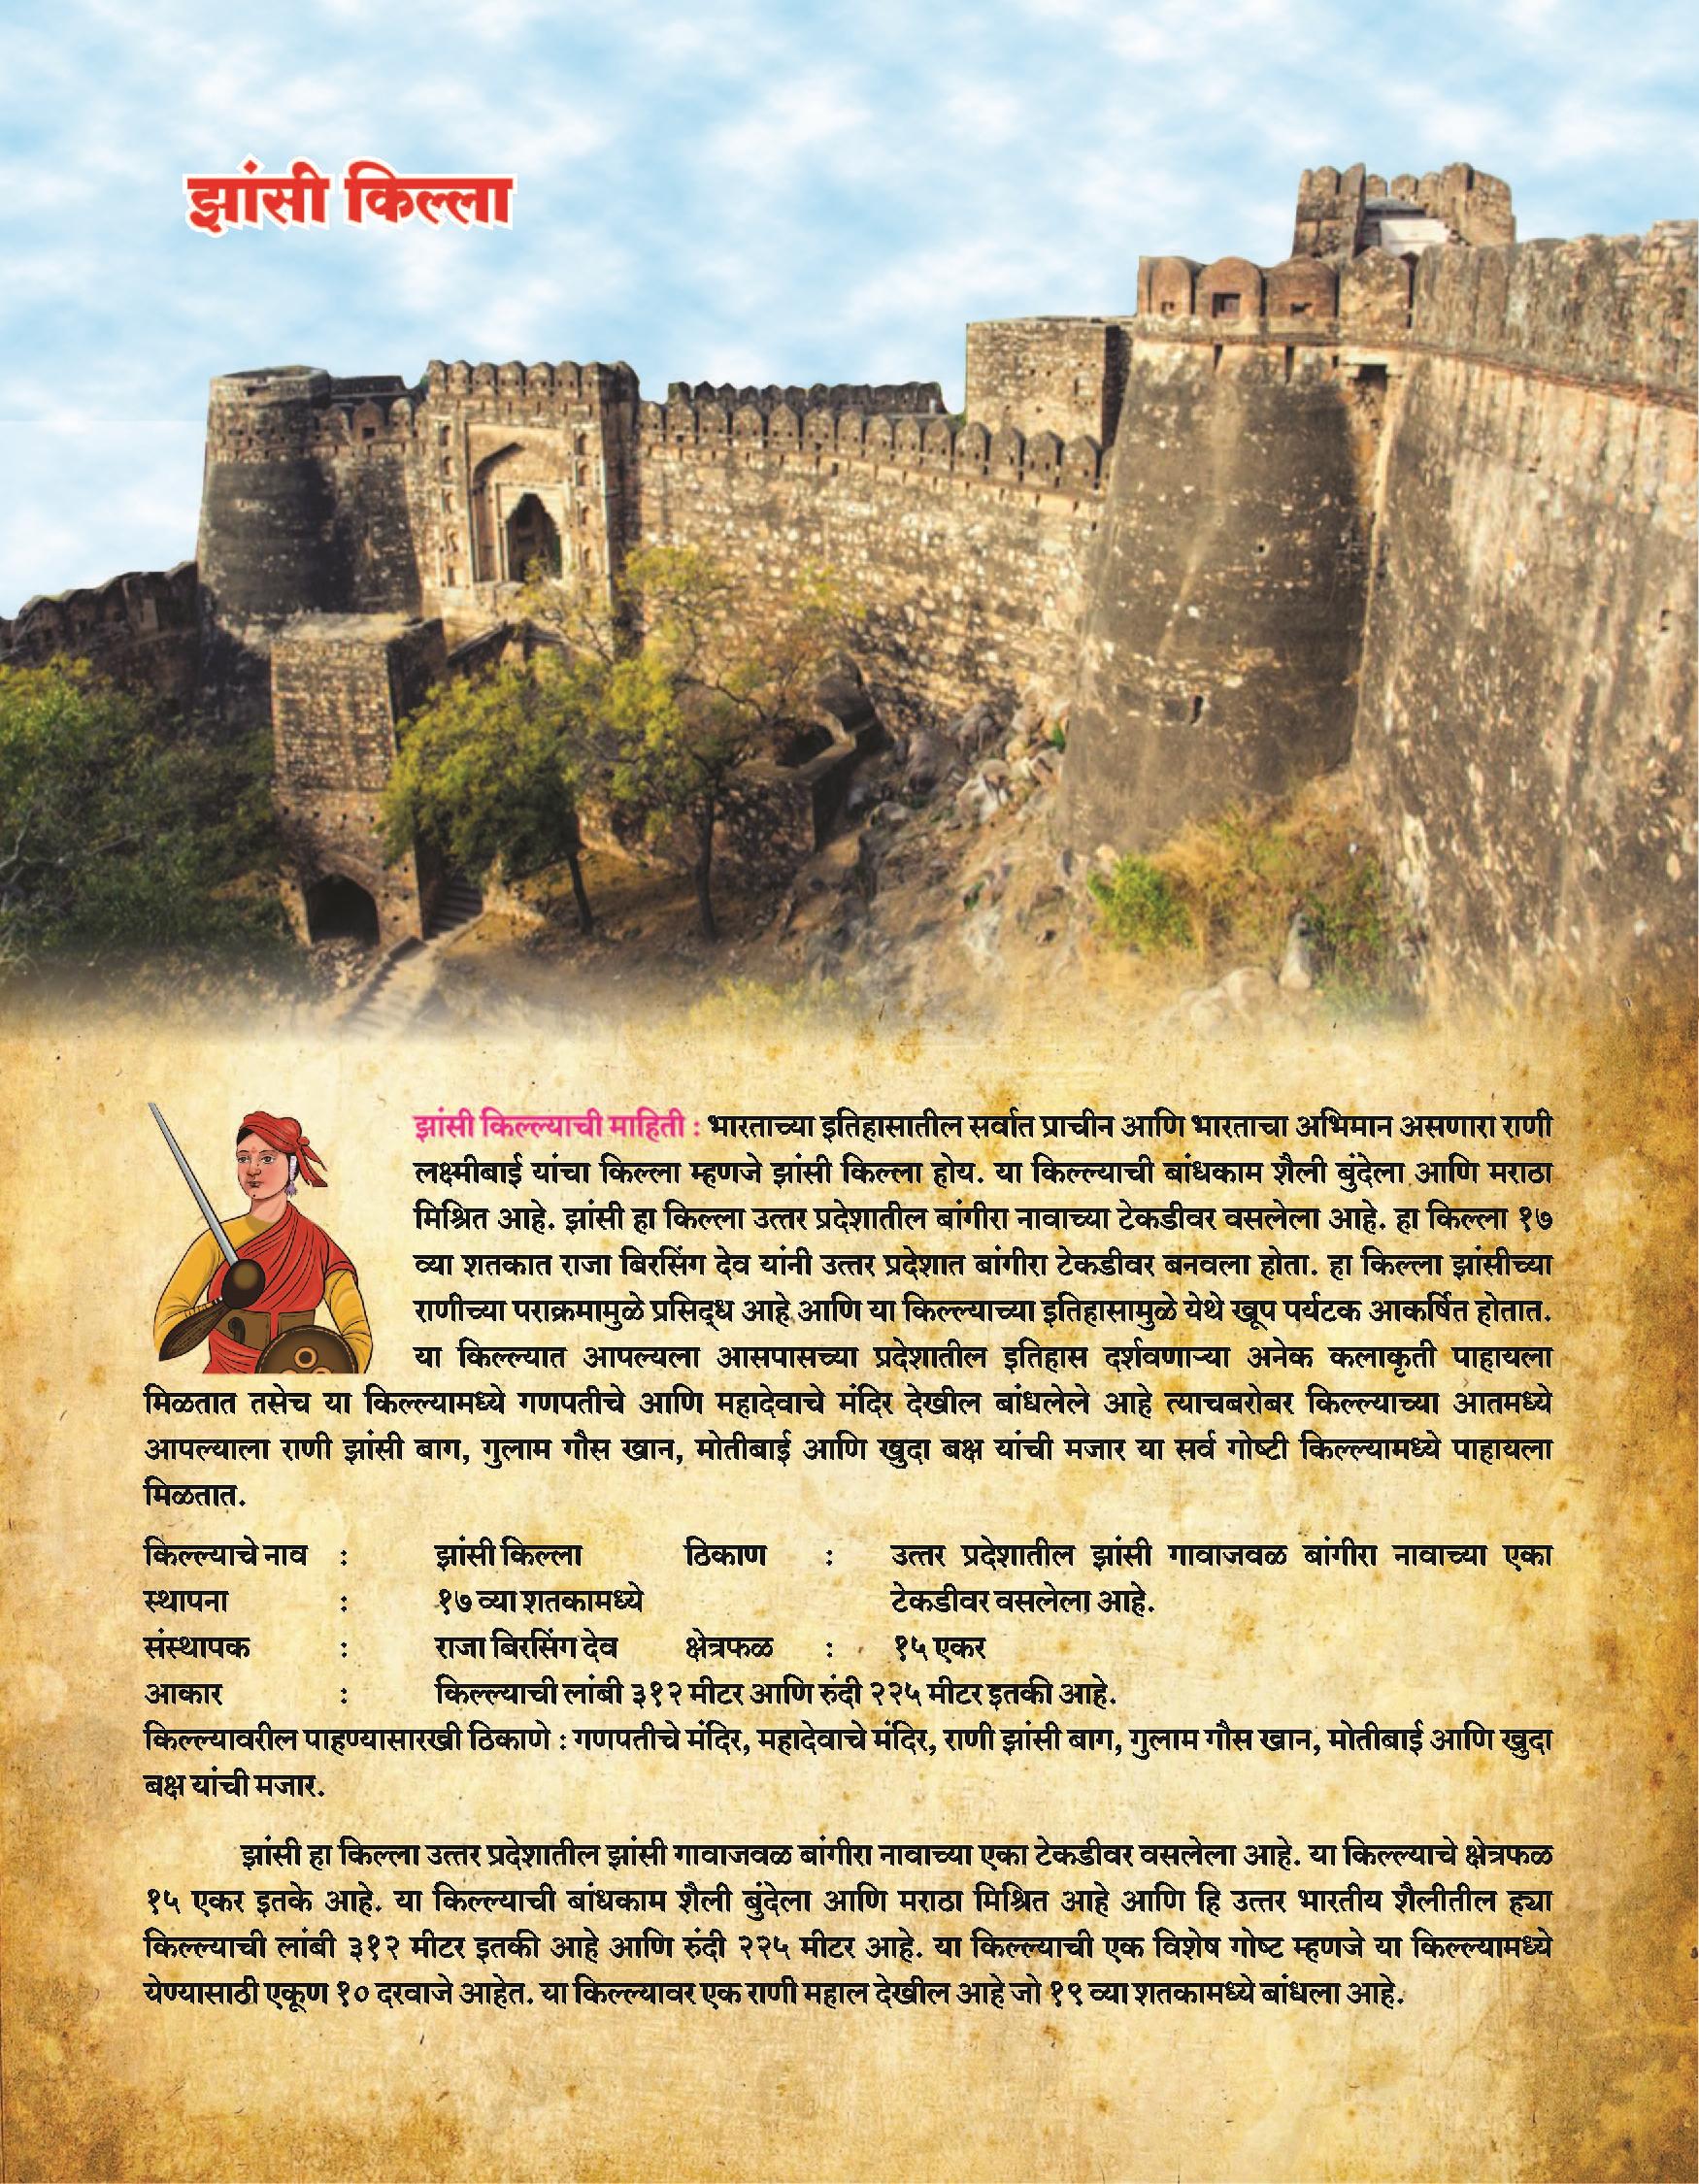 झांसी किल्ला
झांसी किल्ल्याची माहिती : भारताच्या इतिहासातील सर्वात प्राचीन आणि भारताचा अभिमान असणारा राणी
लक्ष्मीबाई यांचा किल्ला म्हणजे झांसी किल्ला होय. या किल्ल्याची बांधकाम शैली बुंदेला आणि मराठा
मिश्रित आहे. झांसी हा किल्ला उत्तर प्रदेशातील बांगीरा नावाच्या टेकडीवर वसलेला आहे. हा किल्ला १७
व्या शतकात राजा बिरसिंग देव यांनी उत्तर प्रदेशात बांगीरा टेकडीवर बनवला होता. हा किल्ला झांसीच्या
राणीच्या पराक्रमामुळे प्रसिद्ध आहे आणि या किल्ल्याच्या इतिहासामुळे येथे खूप पर्यटक आकर्षित होतात.
या किल्ल्यात आपल्यला आसपासच्या प्रदेशातील इतिहास दर्शवणाऱ्या अनेक कलाकृती पाहायला
मिळतात तसेच या किल्ल्यामध्ये गणपतीचे आणि महादेवाचे मंदिर देखील बांधलेले आहे त्याचबरोबर किल्ल्याच्या आतमध्ये
आपल्याला राणी झांसी बाग, गुलाम गौस खान, मोतीबाई आणि खुदा बक्ष यांची मजार या सर्व गोष्टी किल्ल्यामध्ये पाहायला
मिळतात.
किल्ल्याचे नाव : झांसी किल्ला ठिकाण : उत्तर प्रदेशातील झांसी गावाजवळ बांगीरा नावाच्या एका
स्थापना : १७ व्या शतकामध्ये टेकडीवर वसलेला आहे.
संस्थापक : राजा बिरसिंग देव क्षेत्रफळ : १५ एकर
आकार : किल्ल्याची लांबी ३१२ मीटर आणि रुंदी २२५ मीटर इतकी आहे.
किल्ल्यावरील पाहण्यासारखी ठिकाणे : गणपतीचे मंदिर, महादेवाचे मंदिर, राणी झांसी बाग, गुलाम गौस खान, मोतीबाई आणि खुदा
बक्ष यांची मजार.
झांसी हा किल्ला उत्तर प्रदेशातील झांसी गावाजवळ बांगीरा नावाच्या एका टेकडीवर वसलेला आहे. या किल्ल्याचे क्षेत्रफळ
१५ एकर इतके आहे. या किल्ल्याची बांधकाम शैली बुंदेला आणि मराठा मिश्रित आहे आणि हि उत्तर भारतीय शैलीतील ह्या
किल्ल्याची लांबी ३१२ मीटर इतकी आहे आणि रुंदी २२५ मीटर आहे. या किल्ल्याची एक विशेष गोष्ट म्हणजे या किल्ल्यामध्ये
येण्यासाठी एकूण १० दरवाजे आहेत. या किल्ल्यावर एक राणी महाल देखील आहे जो १९ व्या शतकामध्ये बांधला आहे.